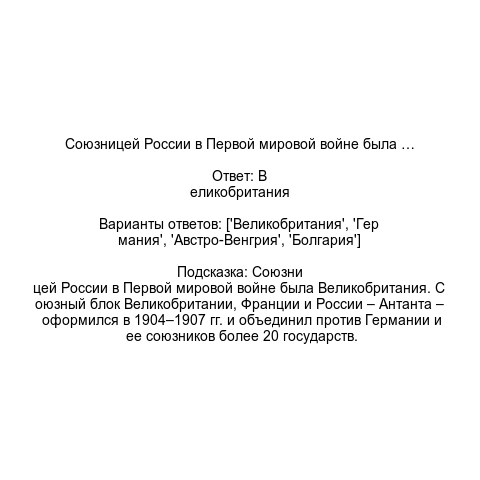 Союзницей России в Первой мировой войне была …
Ответ: В
еликобритания
Варианты ответов: ['Великобритания', 'Гер
мания', 'Австро-Венгрия', 'Болгария']
Подсказка: Союзни
цей России в Первой мировой войне была Великобритания. С
оюзный блок Великобритании, Франции и России – Антанта –
оформился в 1904–1907 гг. и объединил против Германии и
ее союзников более 20 государств.